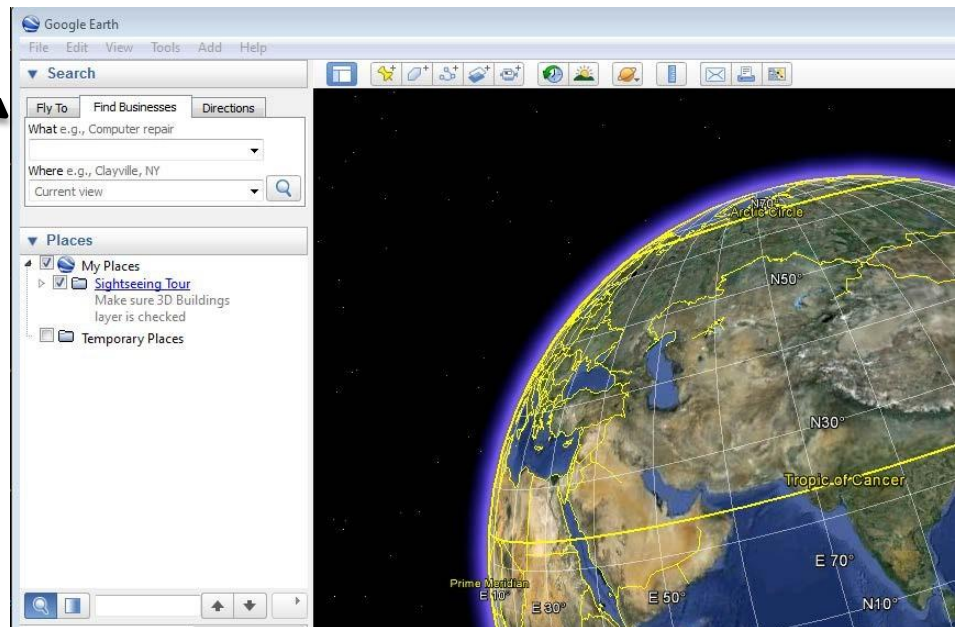 Google Earth
File Edit View Tools Add Help
Search
Fly To Find Businesses Directions
What e.g., Computer repair
Where e.g., Clayville, NY
Current view
Places
My Places
Sightseeing Tour
Make sure 3D Buildings
layer is checked
Temporary Places
N70°
Arctic Circle
N50°
N30°
Tropic of Cancer
E 70°
Prime Meridian
E 10°
E 30°
E 50°
N10°